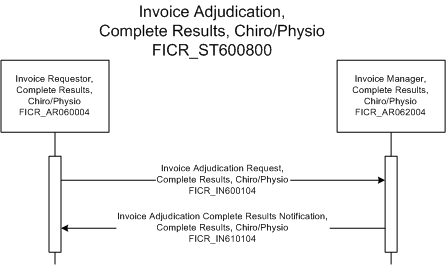 Invoice Adjudication,
Complete Results, Chiro/Physio
FICR_ST600800
Invoice Requestor,
Complete Results,
Chiro/Physio
FICR_AR060004
Invoice Manager,
Complete Results,
Chiro/Physio
FICR_AR062004
Invoice Adjudication Request,
Complete Results, Chiro/Physio
FICR_IN600104
Invoice Adjudication Complete Results Notification,
Complete Results, Chiro/Physio
FICR_IN610104